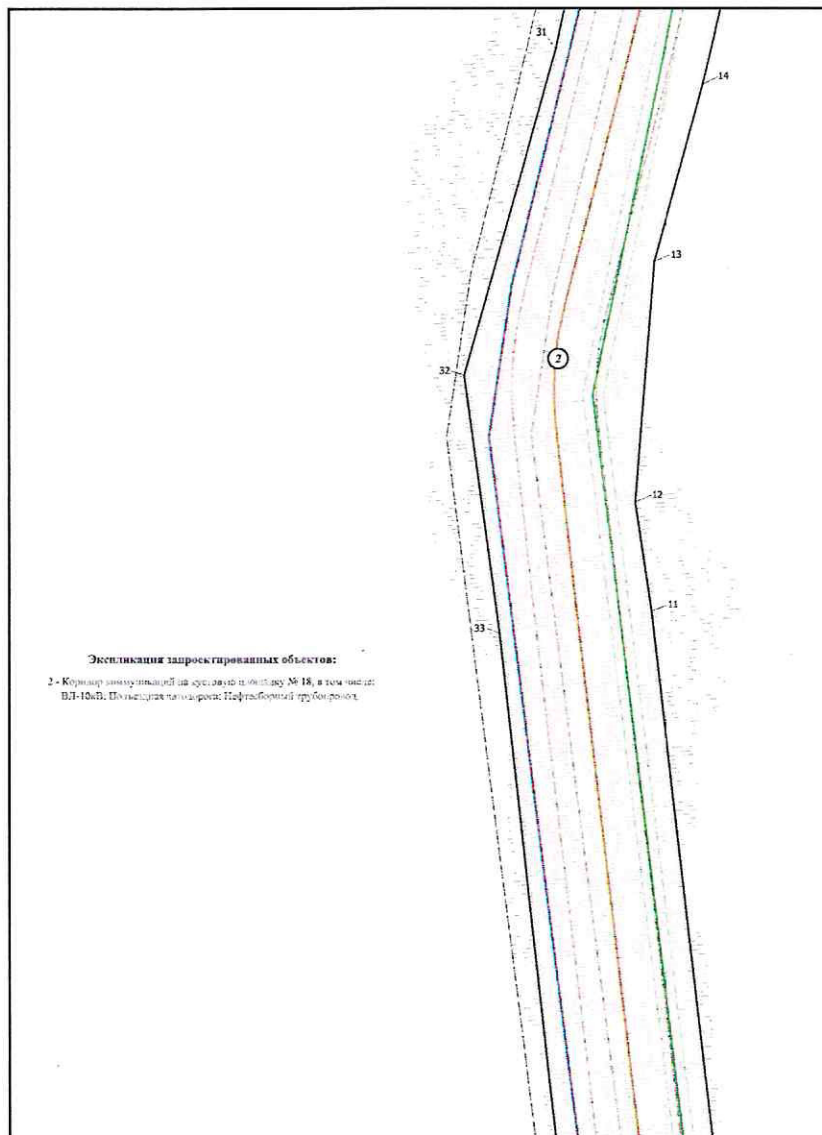 31
14
13
2
32
12
11
33
Экспликация запроектированных объектов:
2 - Коридор коммуникаций на кустовую площадку № 18, в том числе:
ВЛ-10кВ; Подъездная автодорога; Нефтесборный трубопровод.